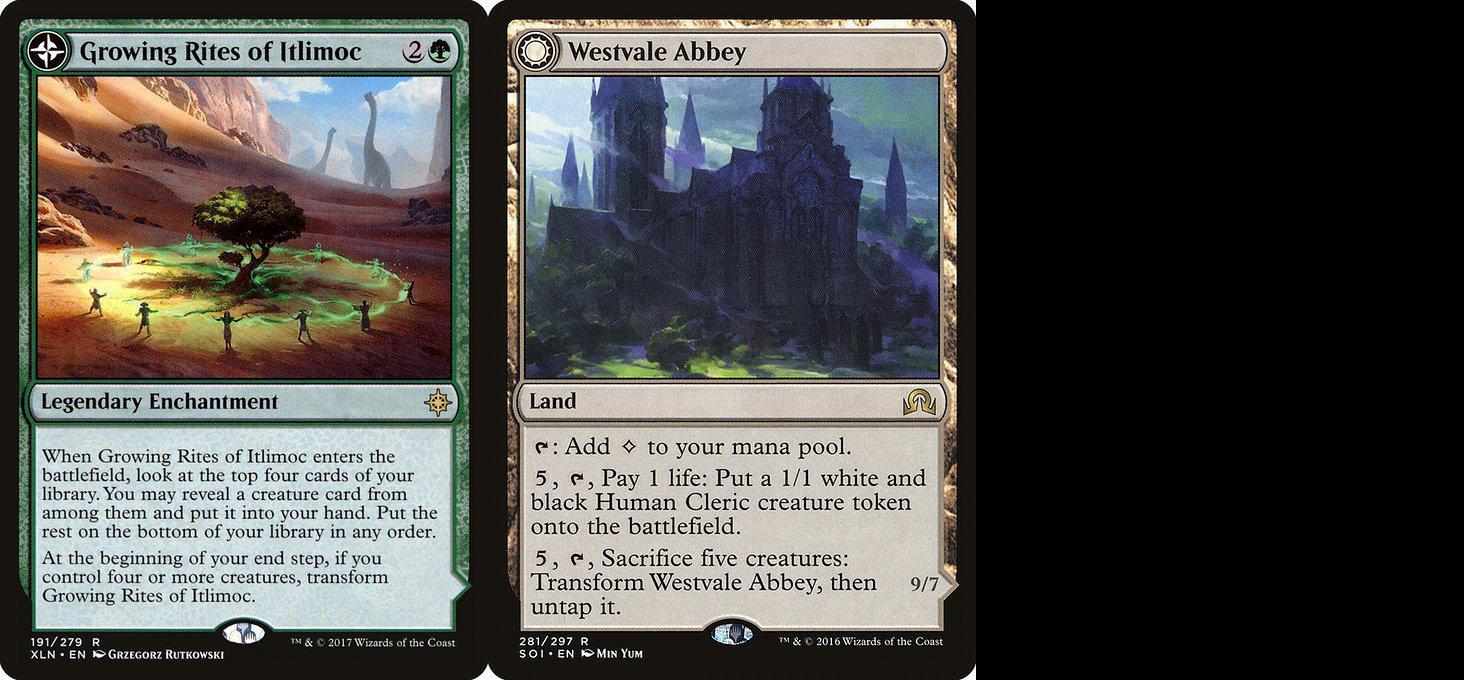 Growing Rites of Itlimoc 2
Legendary Enchantment
When Growing Rites of Itlimoc enters the
battlefield, look at the top four cards of your
library. You may reveal a creature card from
among them and put it into your hand. Put the
rest on the bottom of your library in any order.
At the beginning of your end step, if you
control four or more creatures, transform
Growing Rites of Itlimoc.
191/279 R
XLN • EN Grzegorz Rutkowski
™ & © 2017 Wizards of the Coast
Westvale Abbey
Land
: Add to your mana pool.
5, , Pay 1 life: Put a 1/1 white and
black Human Cleric creature token
onto the battlefield.
5, , Sacrifice five creatures:
Transform Westvale Abbey, then
untap it.
9/7
281/297 R
SOI • EN Min Yum
™ & © 2016 Wizards of the Coast